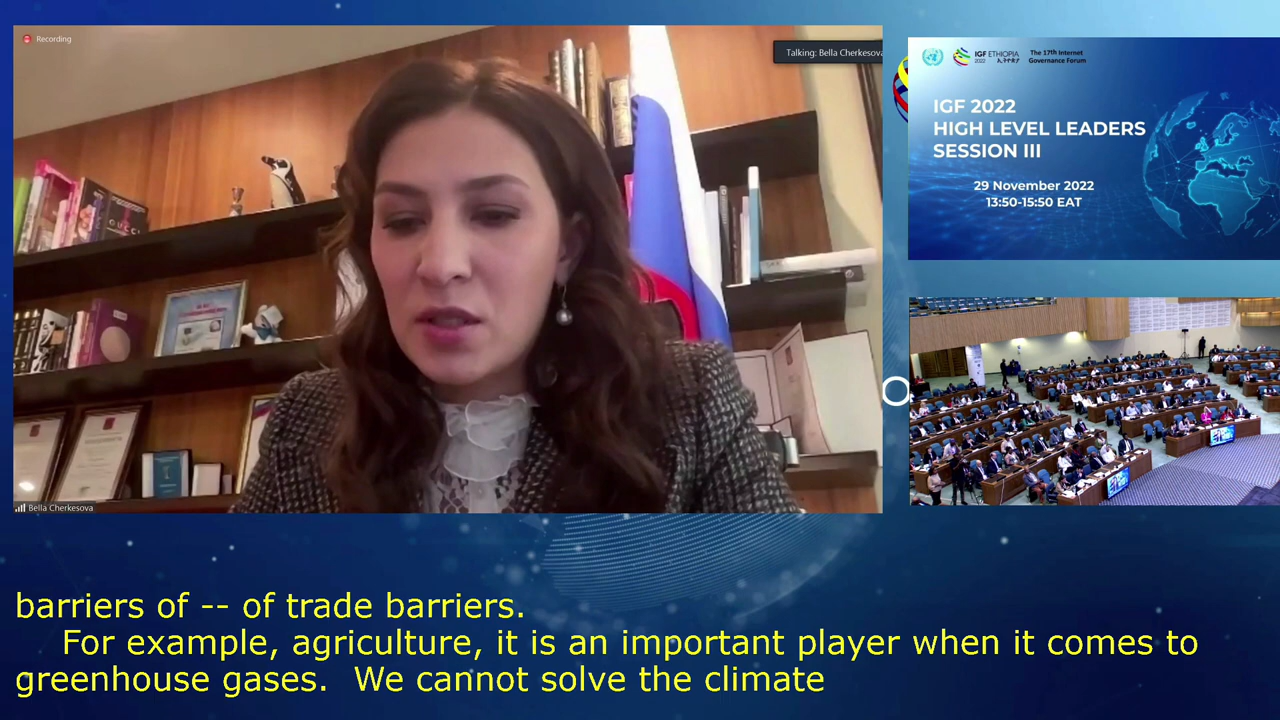 Recording
Talking: Bella Cherkesova
GUCCI
Bella Cherkesova
IGF ETHIOPIA
2022 ኢትዮጵያ
The 17th Internet
Governance Forum
IGF 2022
HIGH LEVEL LEADERS
SESSION III
29 November 2022
13:50-15:50 EAT
barriers of -- of trade barriers.
For example, agriculture, it is an important player when it comes to
greenhouse gases. We cannot solve the climate